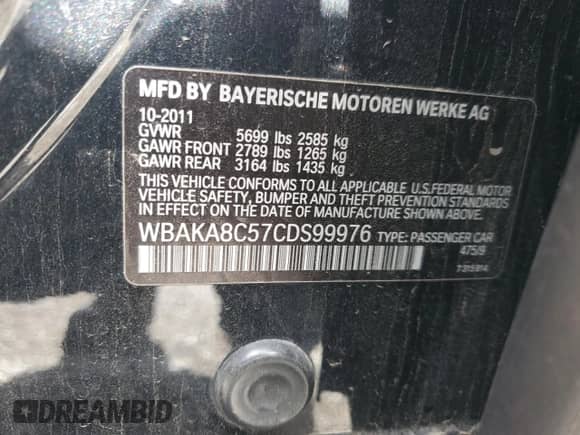 MFD BY BAYERISCHE MOTOREN WERKE AG
10-2011
GVWR 5699 lbs 2585 kg
GAWR FRONT 2789 lbs 1265 kg
GAWR REAR 3164 lbs 1435 kg
THIS VEHICLE CONFORMS TO ALL APPLICABLE U.S.FEDERAL MOTOR
VEHICLE SAFETY, BUMPER AND THEFT PREVENTION STANDARDS
IN EFFECT ON THE DATE OF MANUFACTURE SHOWN ABOVE.
WBAKA8C57CDS99976 TYPE: PASSENGER CAR
475/9
DREAMBID